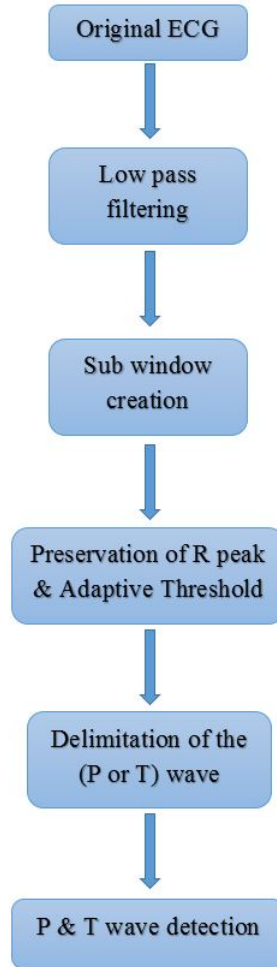 Original ECG
Low pass
filtering
Sub window
creation
Preservation of R peak
& Adaptive Threshold
Delimitation of the
(P or T) wave
P & T wave detection